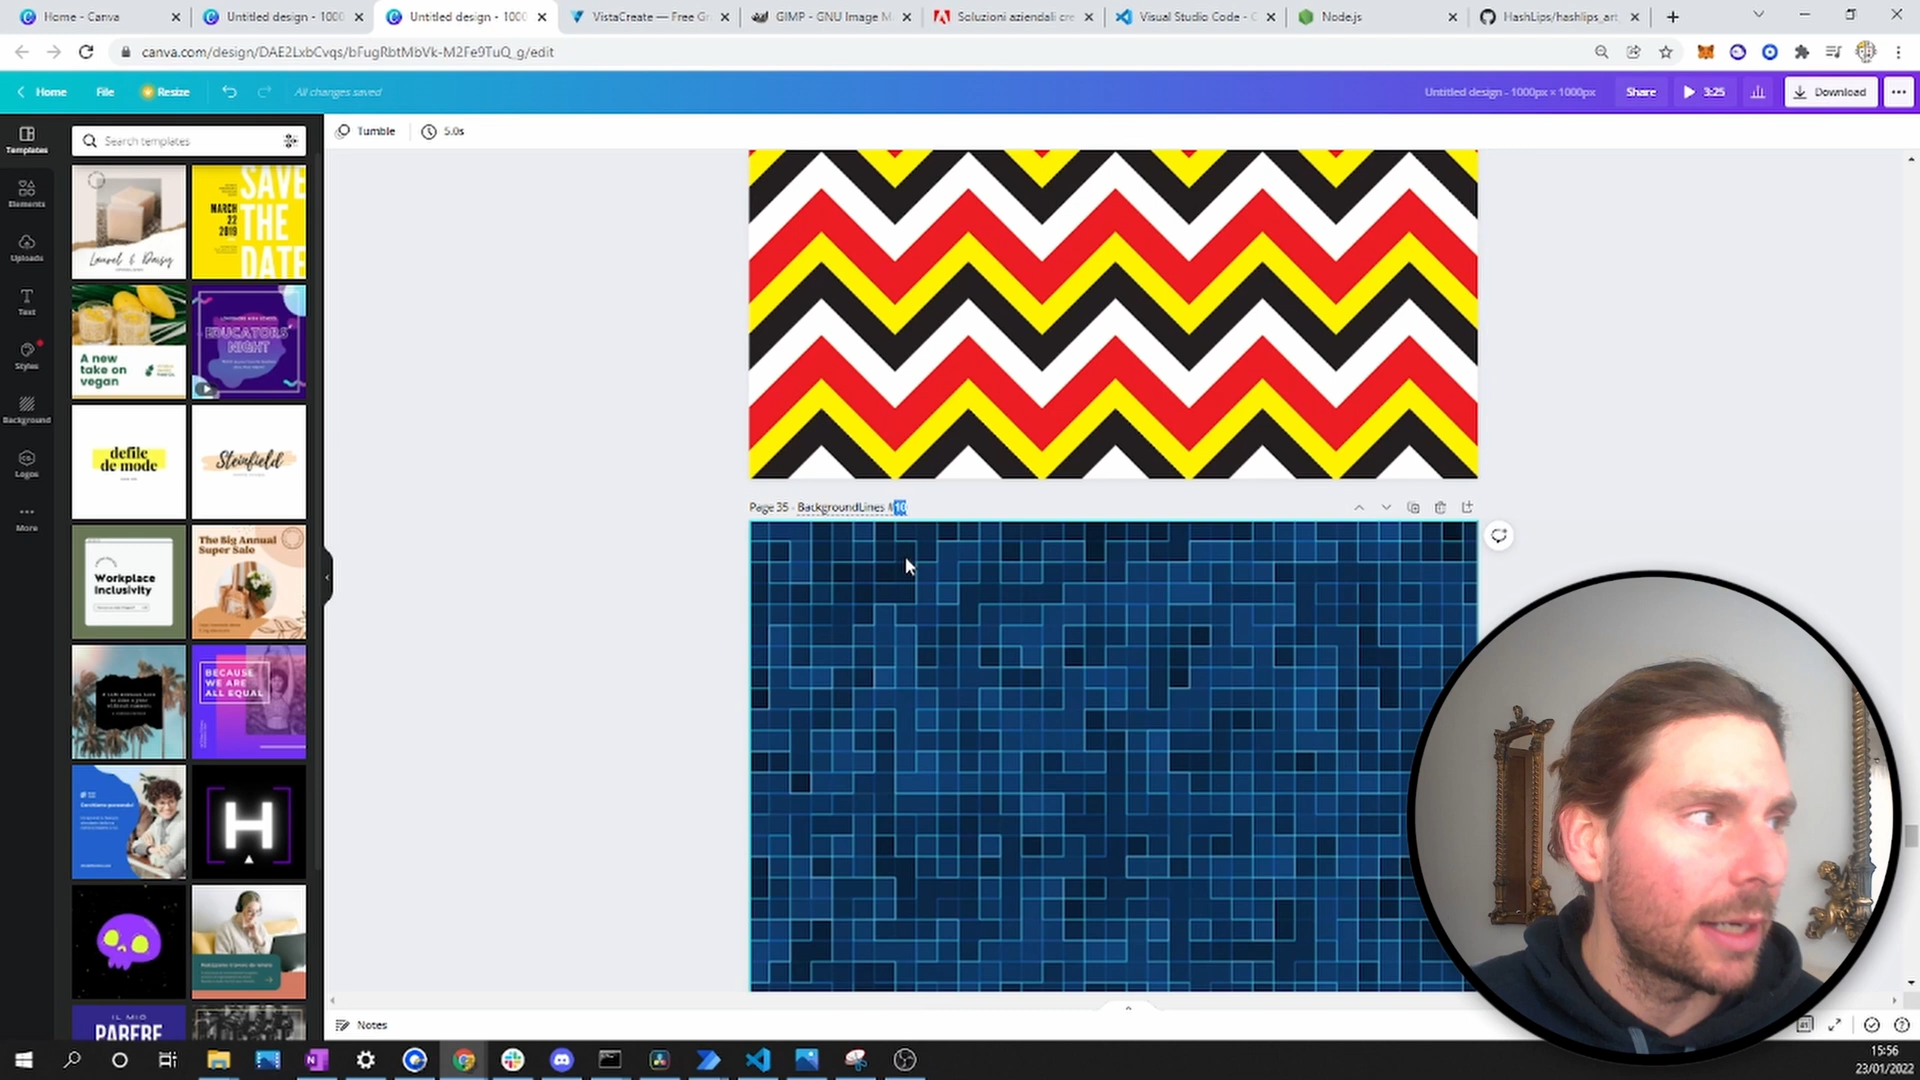 Home - Canva
Untitled design - 1000
Untitled design - 1000
VistaCreate — Free Gr
GIMP - GNU Image M
Soluzioni aziendali cre
Visual Studio Code - C
Node.js
HashLips/hashlips_art
canva.com/design/DAE2LxbCvqs/bFugRbtMbVk-M2Fe9TuQ_g/edit
Home
File
Resize
All changes saved
Untitled design - 1000px × 1000px
Share
3:25
Download
Templates
Search templates
Tumble
5.0s
Elements
Uploads
Text
Styles
Background
Logos
More
Laurel & Daisy
SAVE
THE
DATE
MARCH
22
2019
A new
take on
vegan
EDUCATORS'
NIGHT
defile
de mode
Steinfield
Workplace
Inclusivity
The Big Annual
Super Sale
BECAUSE
WE ARE
ALL EQUAL
H
IL MIO
PARERE
Page 35 - BackgroundLines #10
Notes
41
15:56
23/01/2022